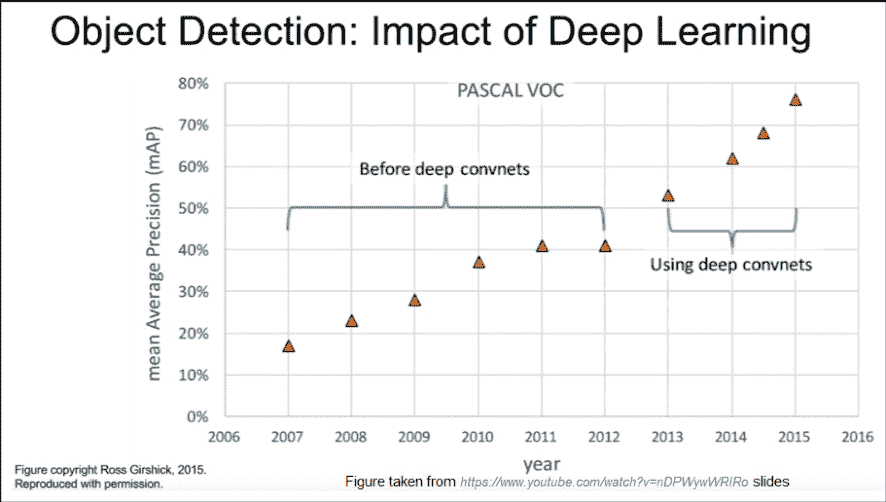 Object Detection: Impact of Deep Learning
PASCAL VOC
80%
70%
60%
50%
40%
30%
20%
10%
0%
mean Average Precision (mAP)
Before deep convnets
Using deep convnets
2006 2007 2008 2009 2010 2011 2012 2013 2014 2015 2016
year
Figure copyright Ross Girshick, 2015.
Reproduced with permission.
Figure taken from https://www.youtube.com/watch?v=nDPWywWRIRo slides